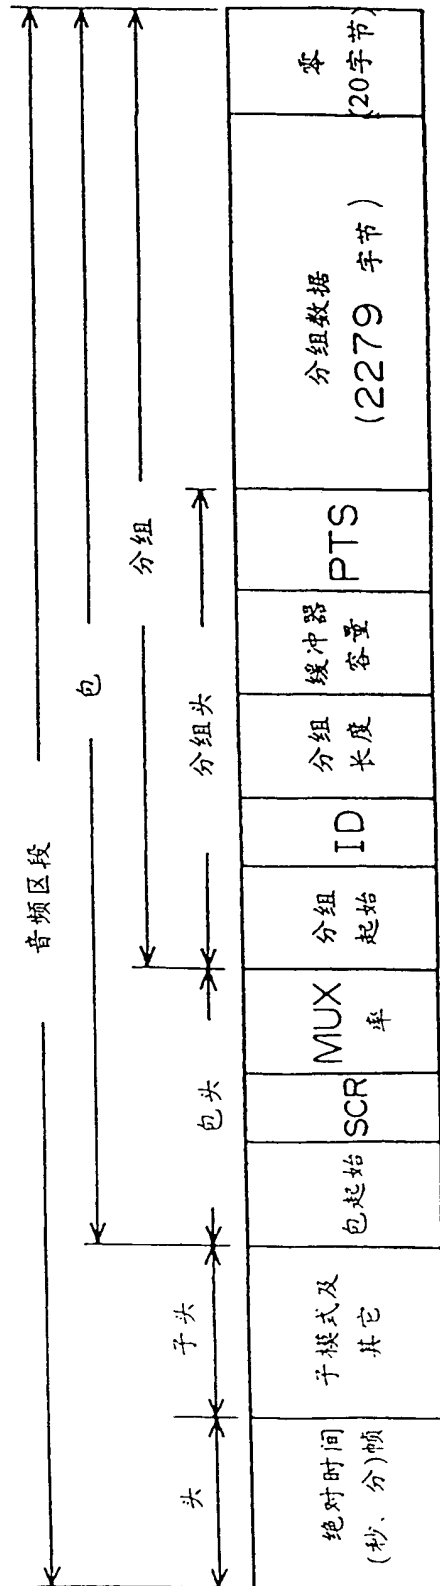 音频区段
包
分组
头
子头
包头
分组头
绝对时间
(秒、分)帧
子模式及
其它
包起始
SCR
MUX
率
分组
起始
ID
分组
长度
缓冲器
容量
PTS
分组数据
(2279 字节)
零
(20字节)